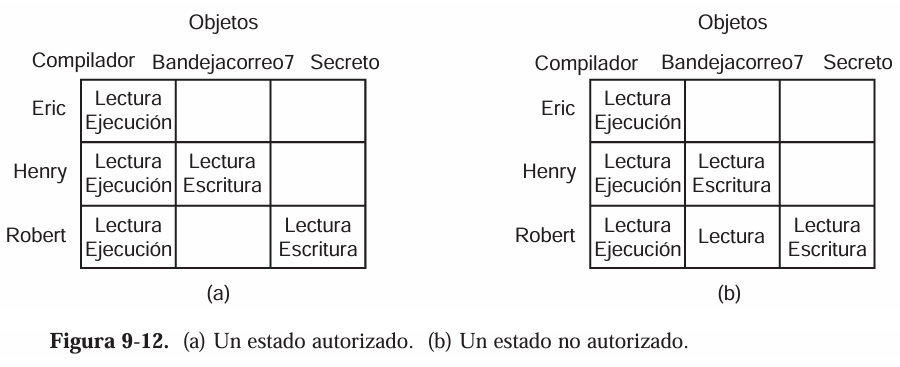 Objetos
Compilador Bandejacorreo7 Secreto
Eric
Lectura
Ejecución
Henry
Lectura
Ejecución
Lectura
Escritura
Robert
Lectura
Ejecución
Lectura
Escritura
(a)
Objetos
Compilador Bandejacorreo7 Secreto
Eric
Lectura
Ejecución
Henry
Lectura
Ejecución
Lectura
Escritura
Robert
Lectura
Ejecución
Lectura
Lectura
Escritura
(b)
Figura 9-12. (a) Un estado autorizado. (b) Un estado no autorizado.